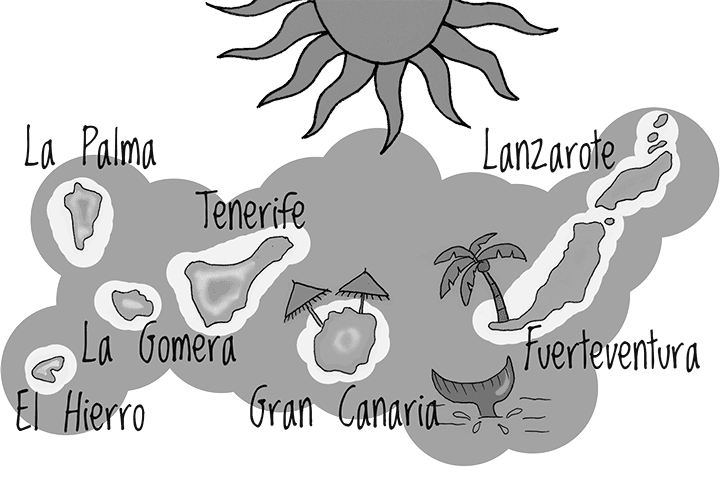 La Palma
Lanzarote
Tenerife
La Gomera
Fuerteventura
El Hierro
Gran Canaria